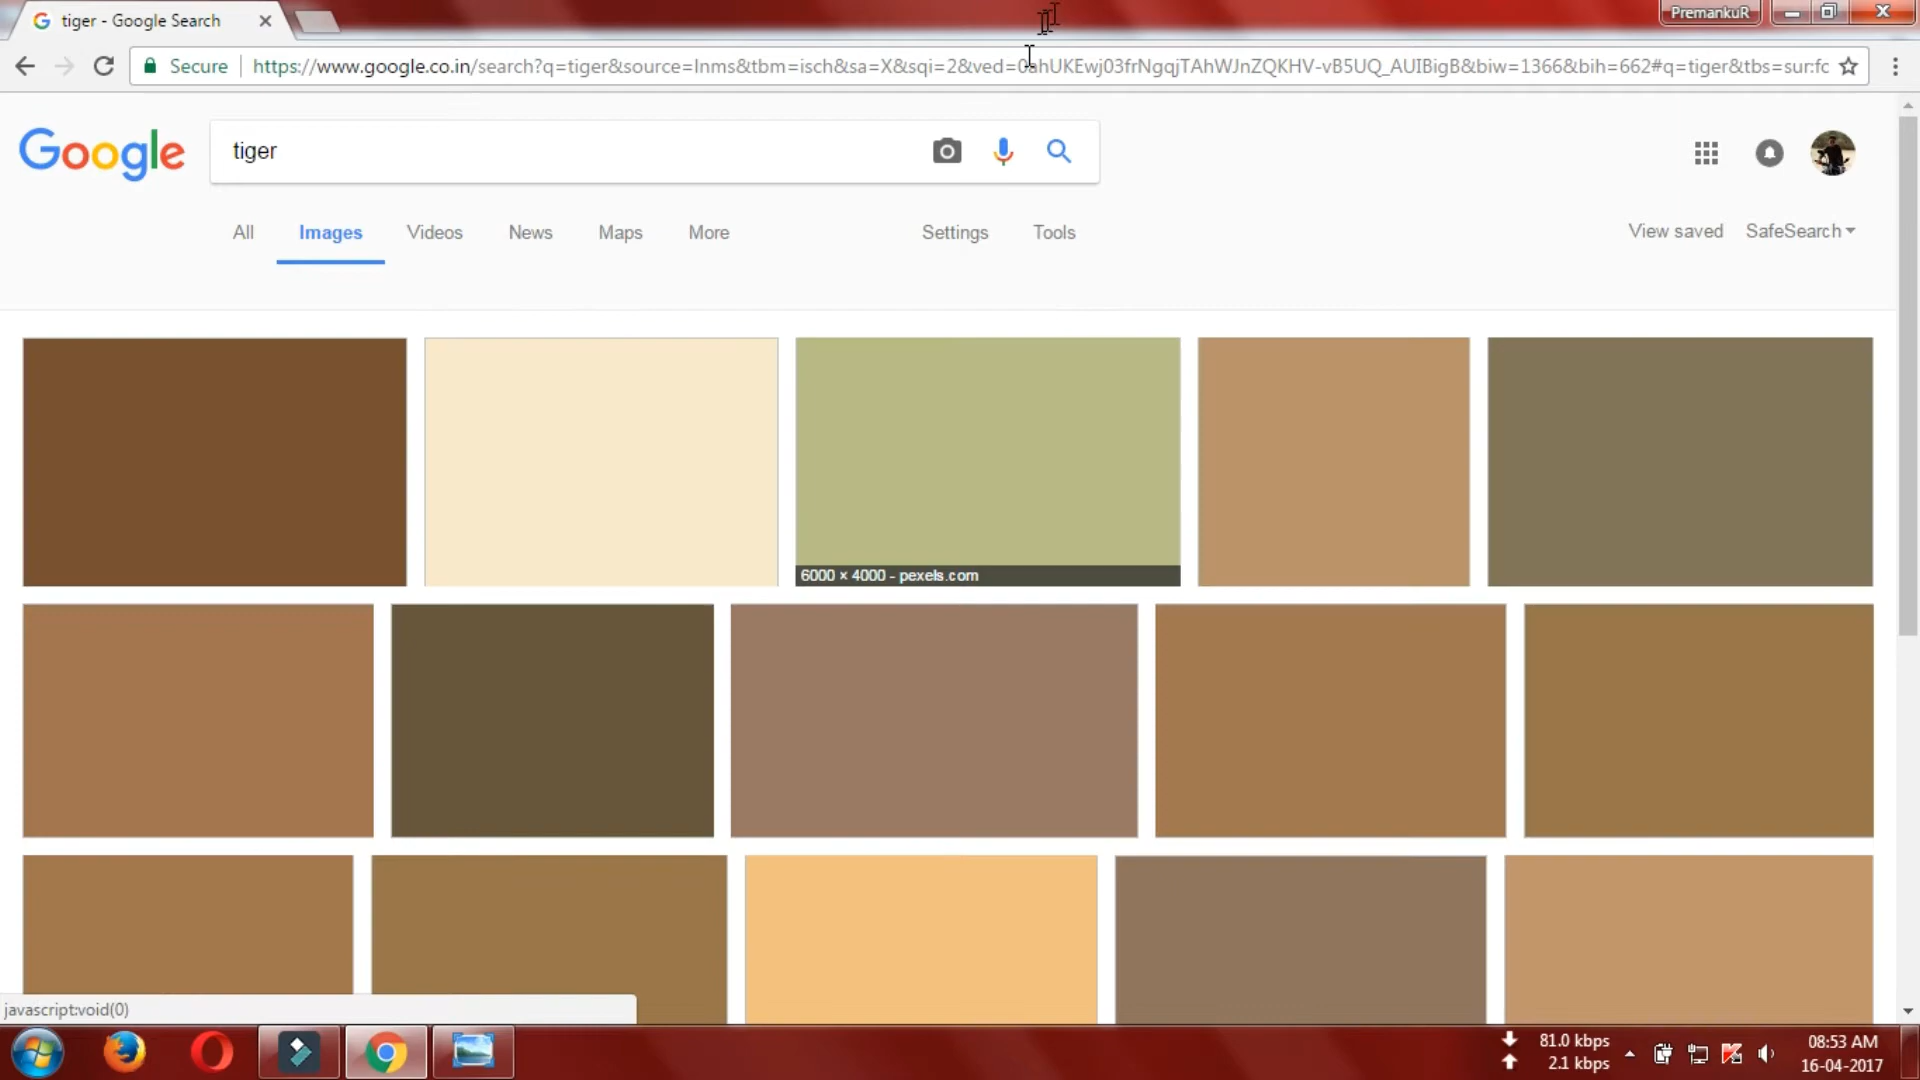 tiger - Google Search
PremankuR
Secure
https://www.google.co.in/search?q=tiger&source=lnms&tbm=isch&sa=X&sqi=2&ved=0ahUKEwj03frNgqjTAhWJnZQKHV-vB5UQ_AUIBigB&biw=1366&bih=662#q=tiger&tbs=sur:fc
Google
tiger
All Images Videos News Maps More Settings Tools
View saved SafeSearch
6000 × 4000 - pexels.com
javascript:void(0)
81.0 kbps
2.1 kbps
08:53 AM
16-04-2017